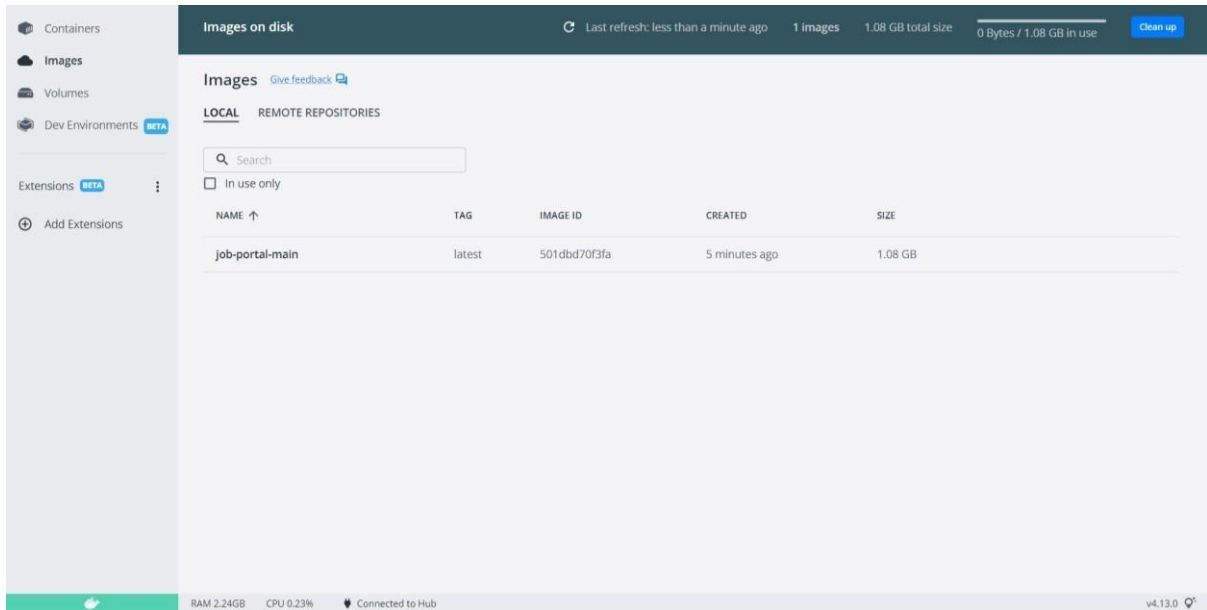 Containers
Images
Volumes
Dev Environments BETA
Extensions BETA
Add Extensions
Images on disk Last refresh: less than a minute ago 1 images 1.08 GB total size 0 Bytes / 1.08 GB in use Clean up
Images Give feedback
LOCAL REMOTE REPOSITORIES
Search
In use only
NAME TAG IMAGE ID CREATED SIZE
job-portal-main latest 501dbd70f3fa 5 minutes ago 1.08 GB
RAM 2.24GB CPU 0.23% Connected to Hub v4.13.0